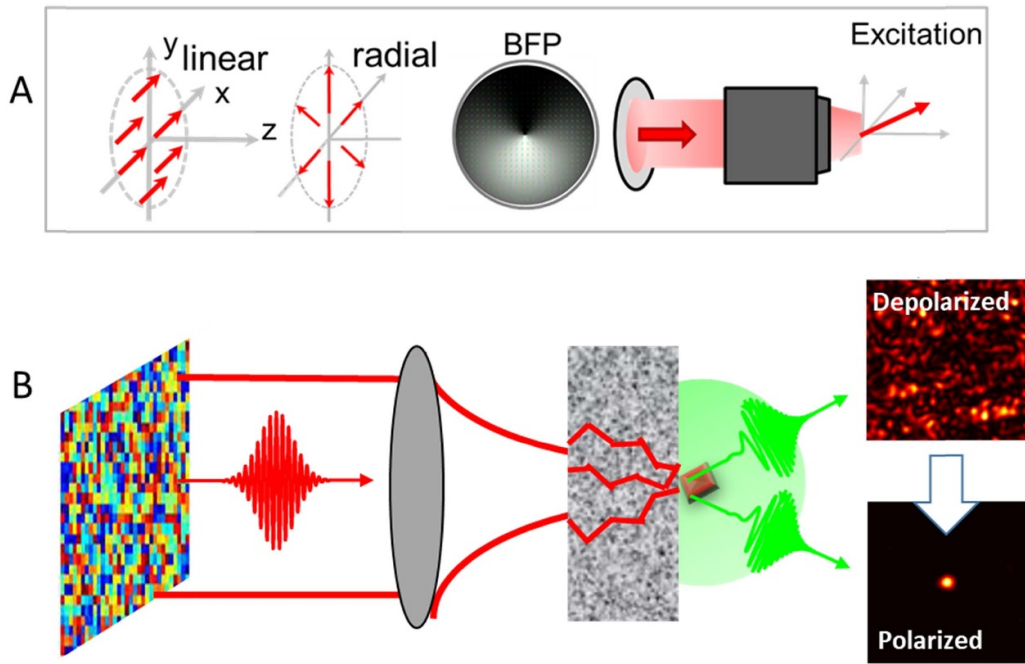 A
y
linear
x
z
radial
BFP
Excitation
B
Depolarized
Polarized